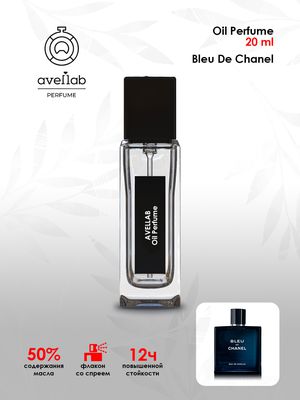 avellab
PERFUME
Oil Perfume
20 ml
Bleu De Chanel
AVELLAB
Oil Perfume
BLEU
DE
CHANEL
50%
содержания
масла
флакон
со спреем
12ч
повышенной
стойкости